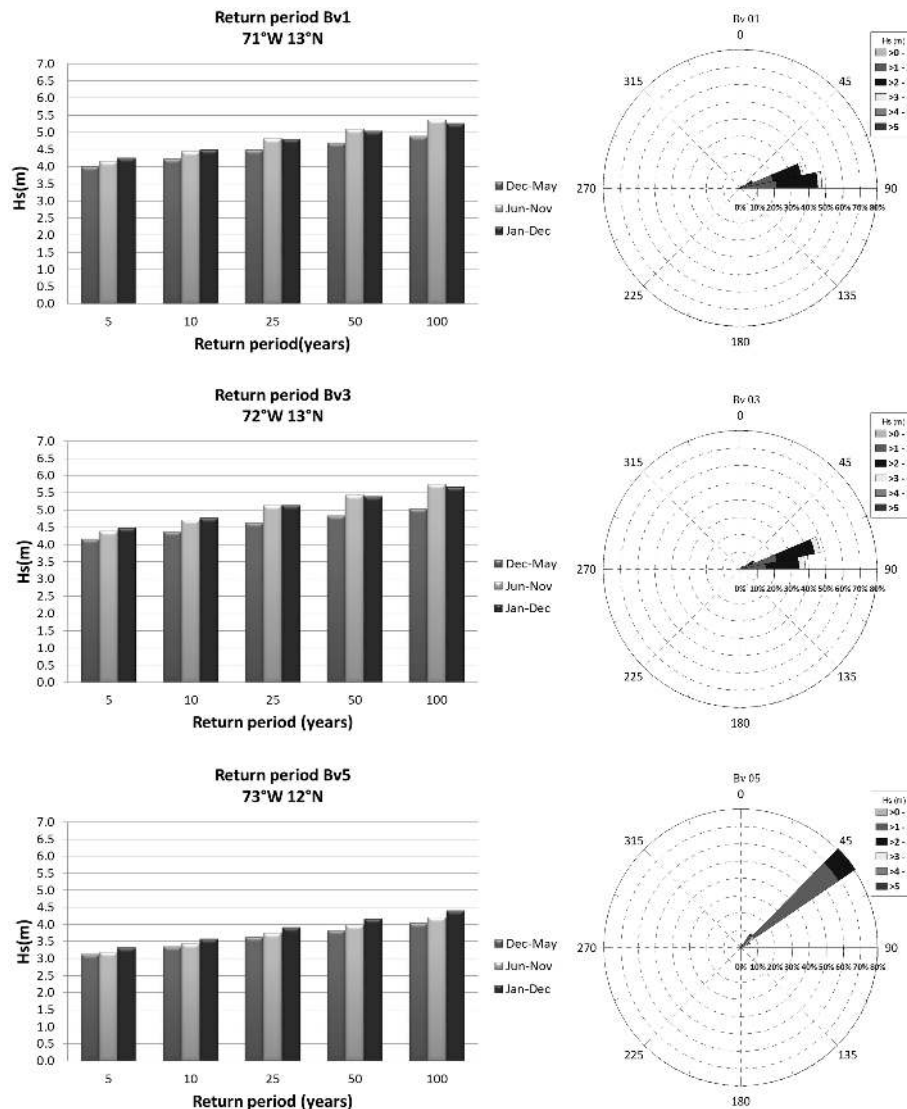 Return period Bv1
71°W 13°N
7.0
6.5
6.0
5.5
5.0
4.5
4.0
3.5
3.0
2.5
2.0
1.5
1.0
0.5
0.0
Hs(m)
5 10 25 50 100
Return period(years)
Dec-May
Jun-Nov
Jan-Dec
Bv 01
0
45
90
135
180
225
270
315
0% 10% 20% 30% 40% 50% 60% 70% 80%
Hs (m)
>0 -
>1 -
>2 -
>3 -
>4 -
>5
Return period Bv3
72°W 13°N
7.0
6.5
6.0
5.5
5.0
4.5
4.0
3.5
3.0
2.5
2.0
1.5
1.0
0.5
0.0
Hs(m)
5 10 25 50 100
Return period (years)
Dec-May
Jun-Nov
Jan-Dec
Bv 03
0
45
90
135
180
225
270
315
0% 10% 20% 30% 40% 50% 60% 70% 80%
Hs (m)
>0 -
>1 -
>2 -
>3 -
>4 -
>5
Return period Bv5
73°W 12°N
7.0
6.5
6.0
5.5
5.0
4.5
4.0
3.5
3.0
2.5
2.0
1.5
1.0
0.5
0.0
Hs(m)
5 10 25 50 100
Return period (years)
Dec-May
Jun-Nov
Jan-Dec
Bv 05
0
45
90
135
180
225
270
315
0% 10% 20% 30% 40% 50% 60% 70% 80%
Hs (m)
>0 -
>1 -
>2 -
>3 -
>4 -
>5